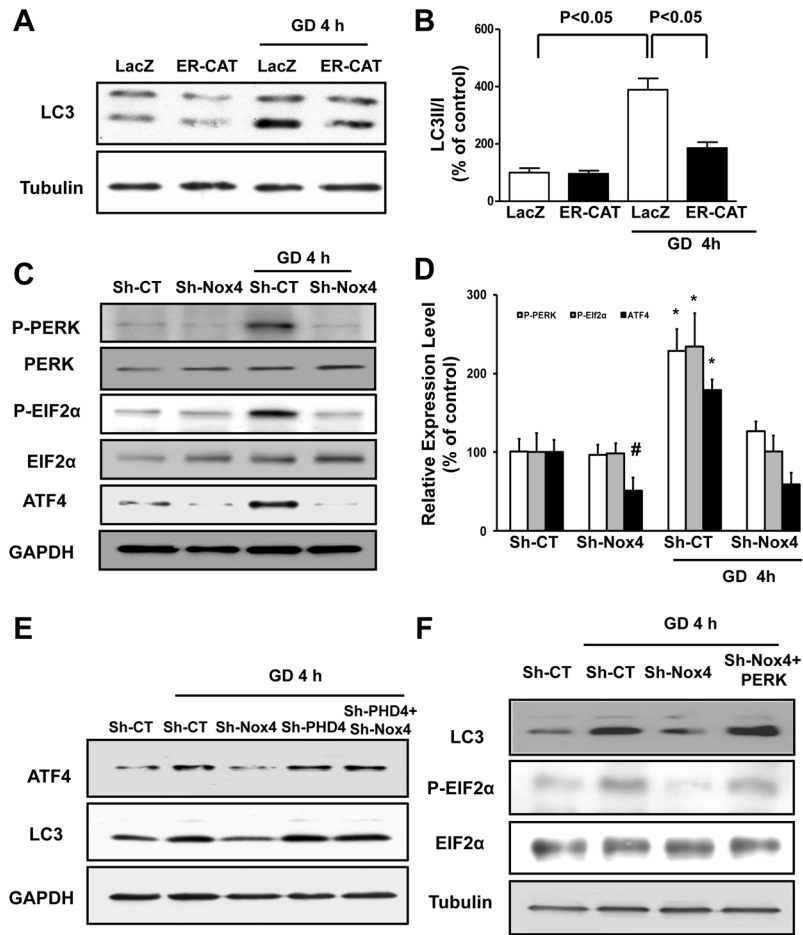 A
GD 4 h
LacZ ER-CAT LacZ ER-CAT
LC3
Tubulin
B
600
400
200
0
LC3II/I
(% of control)
P<0.05 P<0.05
LacZ ER-CAT LacZ ER-CAT
GD 4h
C
GD 4 h
Sh-CT Sh-Nox4 Sh-CT Sh-Nox4
P-PERK
PERK
P-EIF2α
EIF2α
ATF4
GAPDH
D
300
200
100
0
Relative Expression Level
(% of control)
P-PERK P-EIf2α ATF4
* * *
#
Sh-CT Sh-Nox4 Sh-CT Sh-Nox4
GD 4h
E
GD 4 h
Sh-CT Sh-CT Sh-Nox4 Sh-PHD4 Sh-PHD4+
Sh-Nox4
ATF4
LC3
GAPDH
F
GD 4 h
Sh-CT Sh-CT Sh-Nox4 Sh-Nox4+
PERK
LC3
P-EIF2α
EIF2α
Tubulin